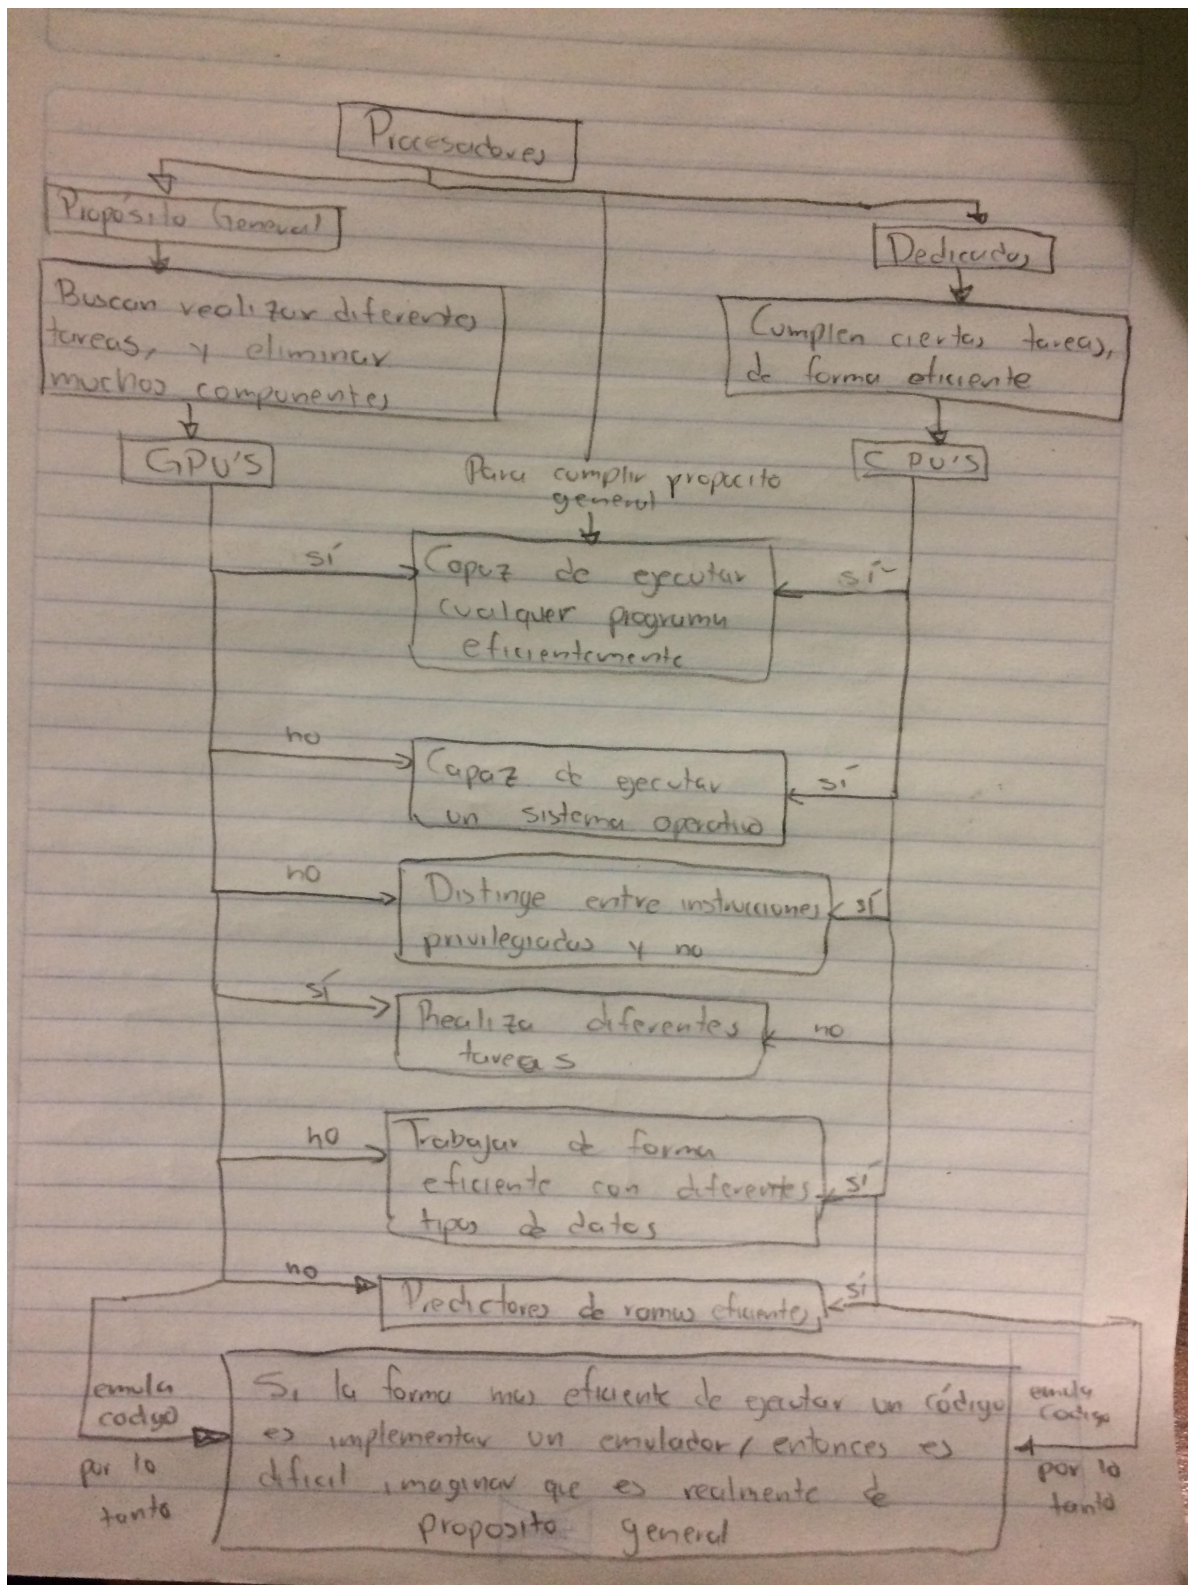 Procesadores
Propósito General
Dedicados
Buscan realizar diferentes
tareas, y eliminar
muchos componentes
Cumplen ciertas tareas,
de forma eficiente
GPU'S
CPU'S
Para cumplir propocito
general
sí
Capaz de ejecutar
cualquer programa
eficientemente
sí
no
Capaz de ejecutar
un sistema operativo
sí
no
Distinge entre instrucciones
privilegiadas y no
sí
sí
Realiza diferentes
tareas
no
no
Trabajar de forma
eficiente con diferentes
tipos de datos
sí
no
Predictores de ramas eficientes
sí
emula
codigo
por lo
tanto
Si la forma mas eficiente de ejecutar un código
es implementar un emulador, entonces es
dificil imaginar que es realmente de
proposito general
emula
codigo
por lo
tanto